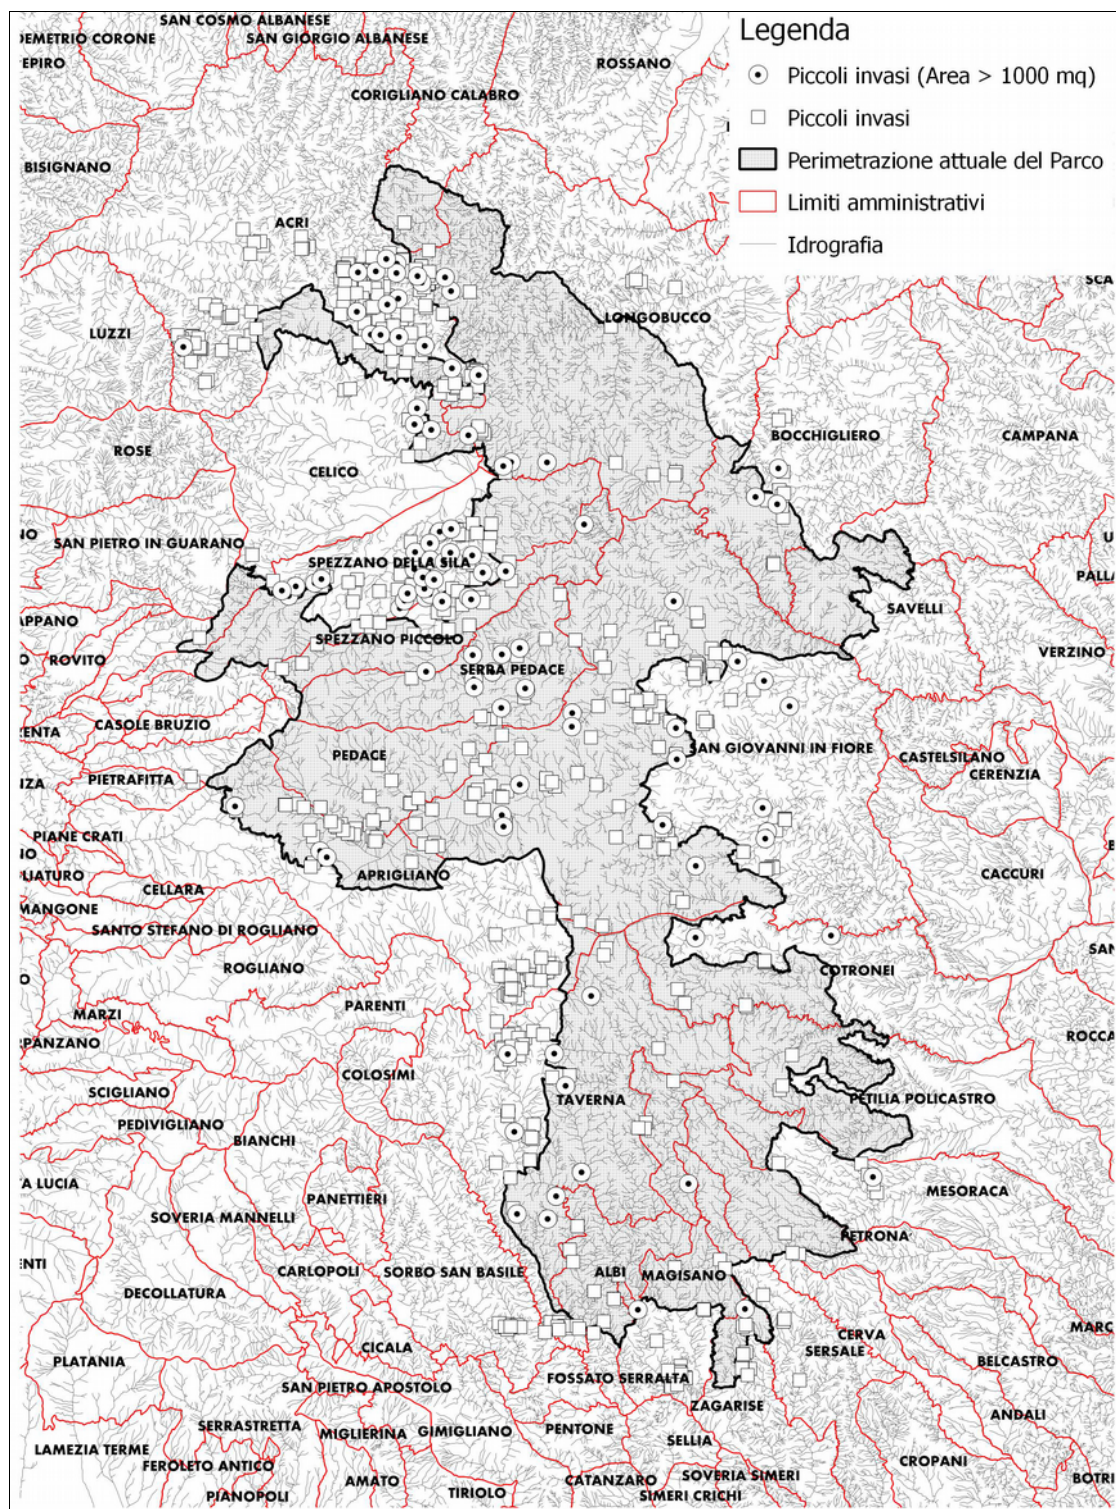 Legenda
Piccoli invasi (Area > 1000 mq)
Piccoli invasi
Perimetrazione attuale del Parco
Limiti amministrativi
Idrografia
SAN COSMO ALBANESE
DEMETRIO CORONE
SAN GIORGIO ALBANESE
EPIRO
ROSSANO
CORIGLIANO CALABRO
BISIGNANO
ACRI
SCA
LUZZI
LONGOBUCCO
BOCCHIGLIERO
CAMPANA
ROSE
CELICO
NO
SAN PIETRO IN GUARANO
U
SPEZZANO DELLA SILA
PALLA
SAVELLI
APPANO
SPEZZANO PICCOLO
VERZINO
O
ROVITO
SERRA PEDACE
CASOLE BRUZIO
ZENTA
SAN GIOVANNI IN FIORE
PEDACE
CASTELSILANO
CERENZIA
NZA
PIETRAFITTA
PIANE CRATI
NO
LIATURO
APRIGLIANO
CACCURI
CELLARA
MANGONE
SANTO STEFANO DI ROGLIANO
SAN
ROGLIANO
COTRONEI
O
PARENTI
MARZI
ROCCA
PANZANO
COLOSIMI
SCIGLIANO
TAVERNA
PETILIA POLICASTRO
PEDIVIGLIANO
BIANCHI
A LUCIA
MESORACA
PANETTIERI
SOVERIA MANNELLI
PETRONA'
ENTI
CARLOPOLI
SORBO SAN BASILE
ALBI
MAGISANO
DECOLLATURA
MARC
CERVA
CICALA
SERSALE
PLATANIA
BELCASTRO
FOSSATO SERRALTA
SAN PIETRO APOSTOLO
ZAGARISE
ANDALI
SERRASTRETTA
MIGLIERINA
GIMIGLIANO
PENTONE
SELLIA
LAMEZIA TERME
FEROLETO ANTICO
CROPANI
AMATO
CATANZARO
SOVERIA SIMERI
BOTRI
PIANOPOLI
TIRIOLO
SIMERI CRICHI